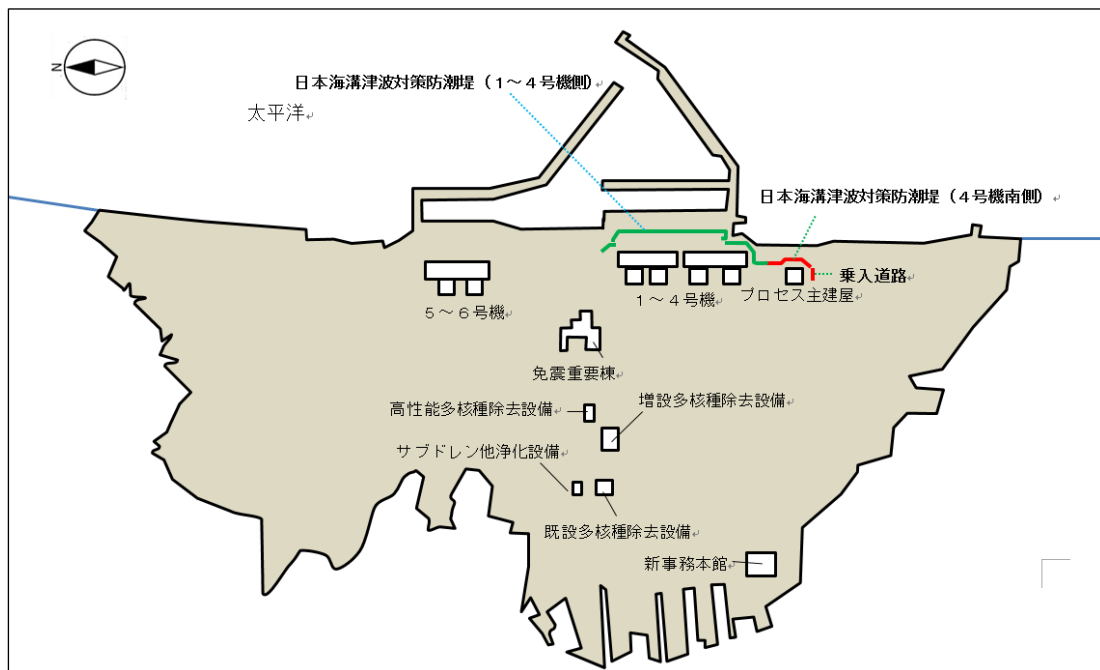 N
太平洋
日本海溝津波対策防潮堤（1～4号機側）
日本海溝津波対策防潮堤（4号機南側）
乗入道路
プロセス主建屋
1～4号機
5～6号機
免震重要棟
高性能多核種除去設備
増設多核種除去設備
サブドレン他浄化設備
既設多核種除去設備
新事務本館